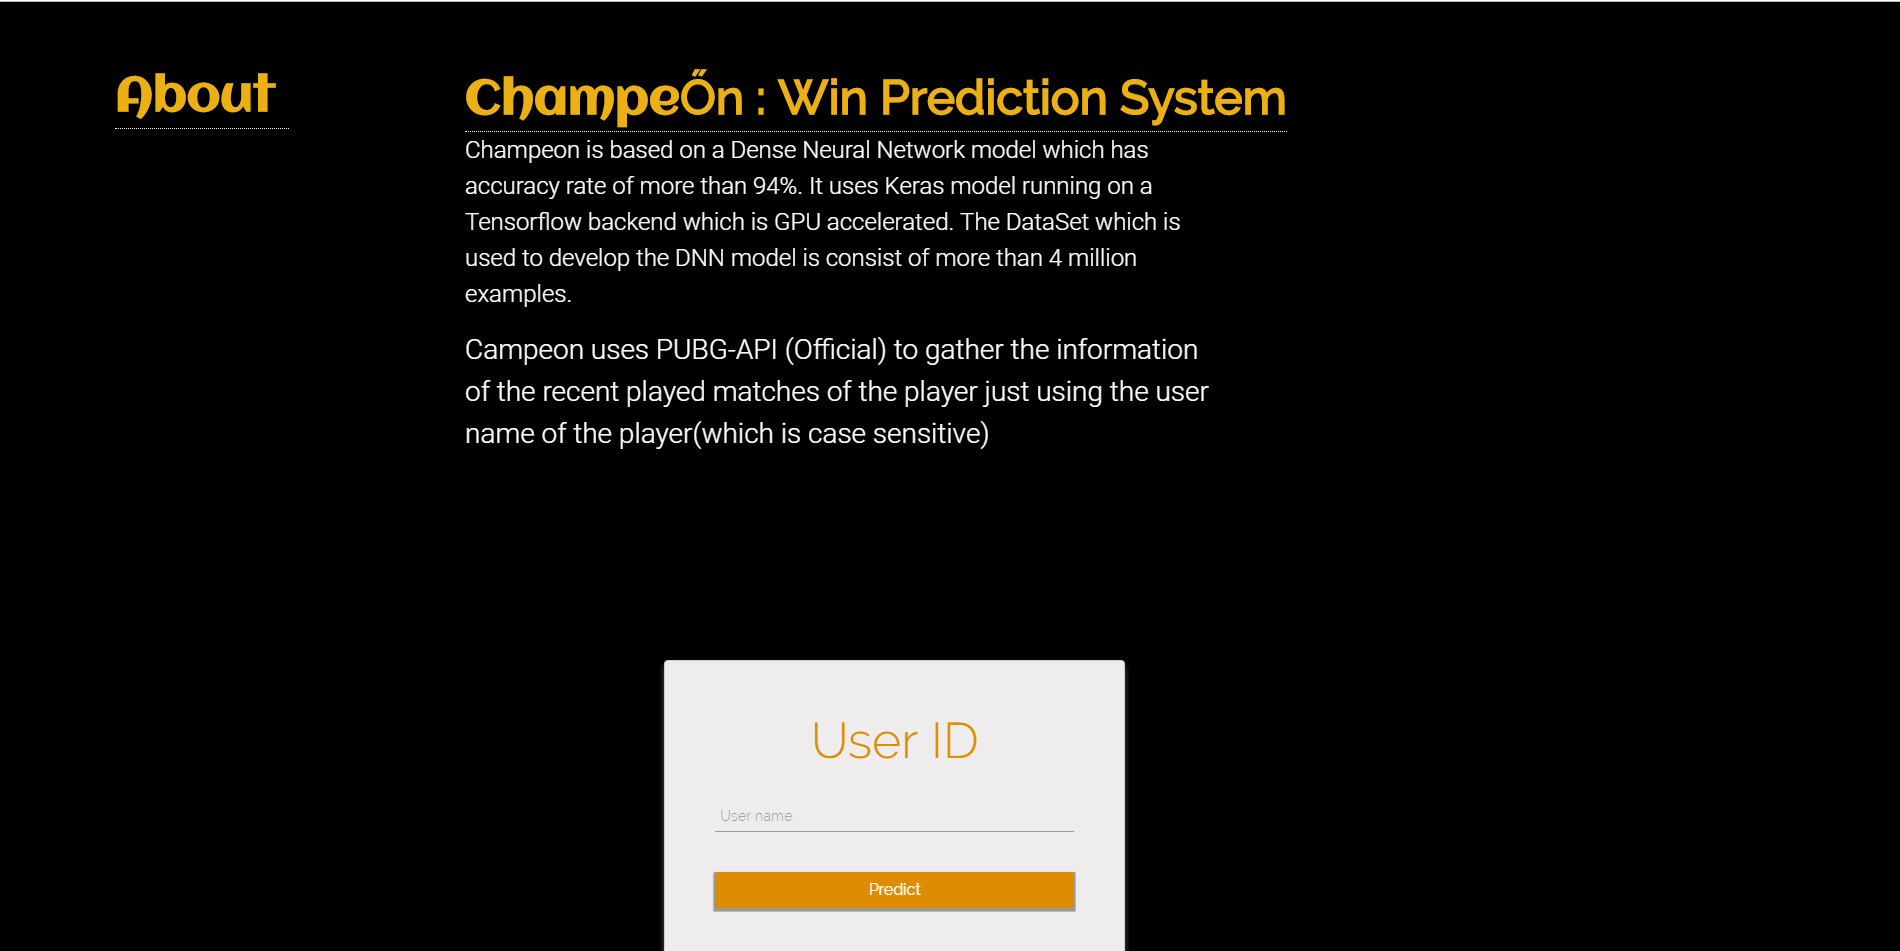 About
ChampeŐn : Win Prediction System
Champeon is based on a Dense Neural Network model which has
accuracy rate of more than 94%. It uses Keras model running on a
Tensorflow backend which is GPU accelerated. The DataSet which is
used to develop the DNN model is consist of more than 4 million
examples.
Campeon uses PUBG-API (Official) to gather the information
of the recent played matches of the player just using the user
name of the player(which is case sensitive)
User ID
User name
Predict